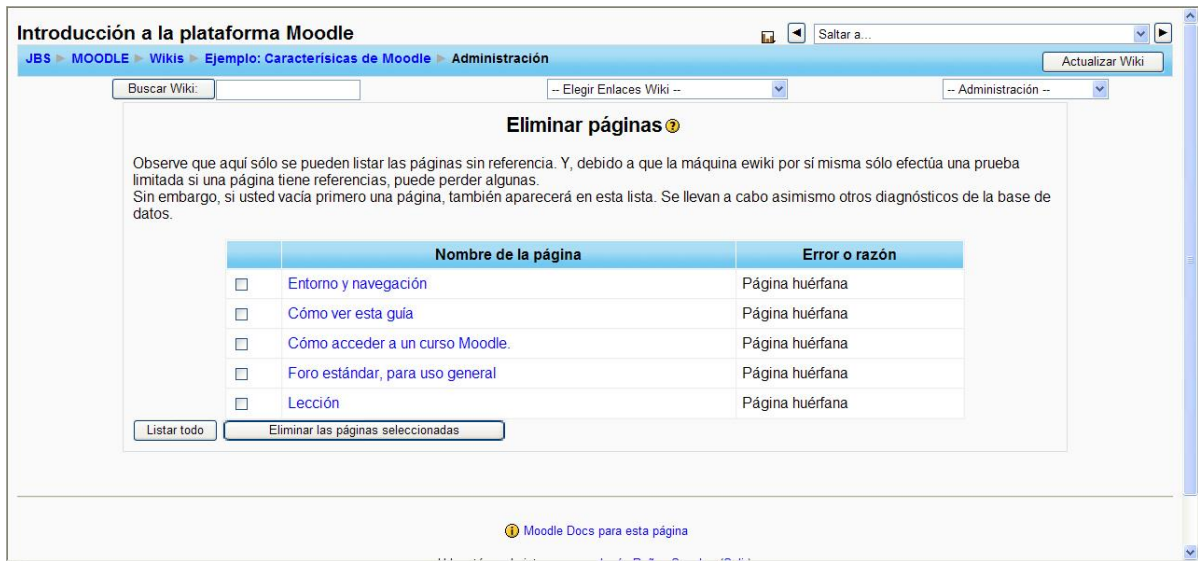 Introducción a la plataforma Moodle
Saltar a...
JBS MOODLE Wikis Ejemplo: Caracterísicas de Moodle Administración
Actualizar Wiki
Buscar Wiki:
-- Elegir Enlaces Wiki --
-- Administración --
Eliminar páginas
Observe que aquí sólo se pueden listar las páginas sin referencia. Y, debido a que la máquina ewiki por sí misma sólo efectúa una prueba
limitada si una página tiene referencias, puede perder algunas.
Sin embargo, si usted vacía primero una página, también aparecerá en esta lista. Se llevan a cabo asimismo otros diagnósticos de la base de
datos.
Nombre de la página Error o razón
Entorno y navegación Página huérfana
Cómo ver esta guía Página huérfana
Cómo acceder a un curso Moodle. Página huérfana
Foro estándar, para uso general Página huérfana
Lección Página huérfana
Listar todo Eliminar las páginas seleccionadas
Moodle Docs para esta página